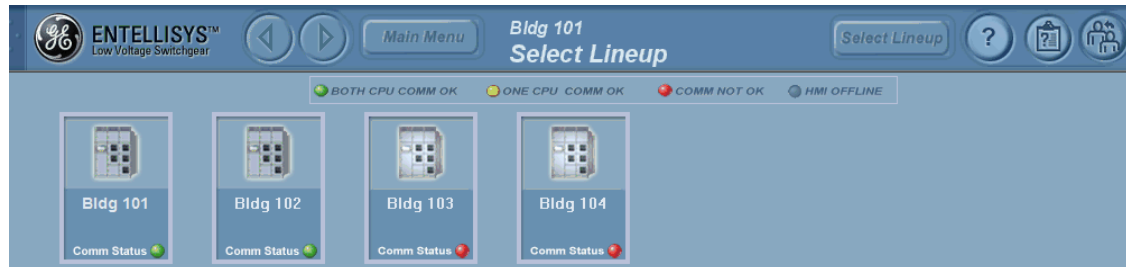 GE
ENTELLISYS™
Low Voltage Switchgear
Main Menu
Bldg 101
Select Lineup
Select Lineup
?
?
BOTH CPU COMM OK
ONE CPU COMM OK
COMM NOT OK
HMI OFFLINE
Bldg 101
Comm Status
Bldg 102
Comm Status
Bldg 103
Comm Status
Bldg 104
Comm Status